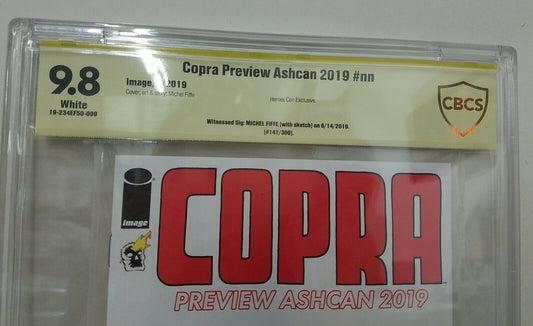 9.8
White
19-234EF50-009
Copra Preview Ashcan 2019 #nn
Image, 2019
Cover, art & story: Michel Fiffe
Heroes Con Exclusive.
Witnessed Sig: MICHEL FIFFE (with sketch) on 6/14/2019.
(#141/300).
CBCS
image
COPRA
PREVIEW ASHCAN 2019